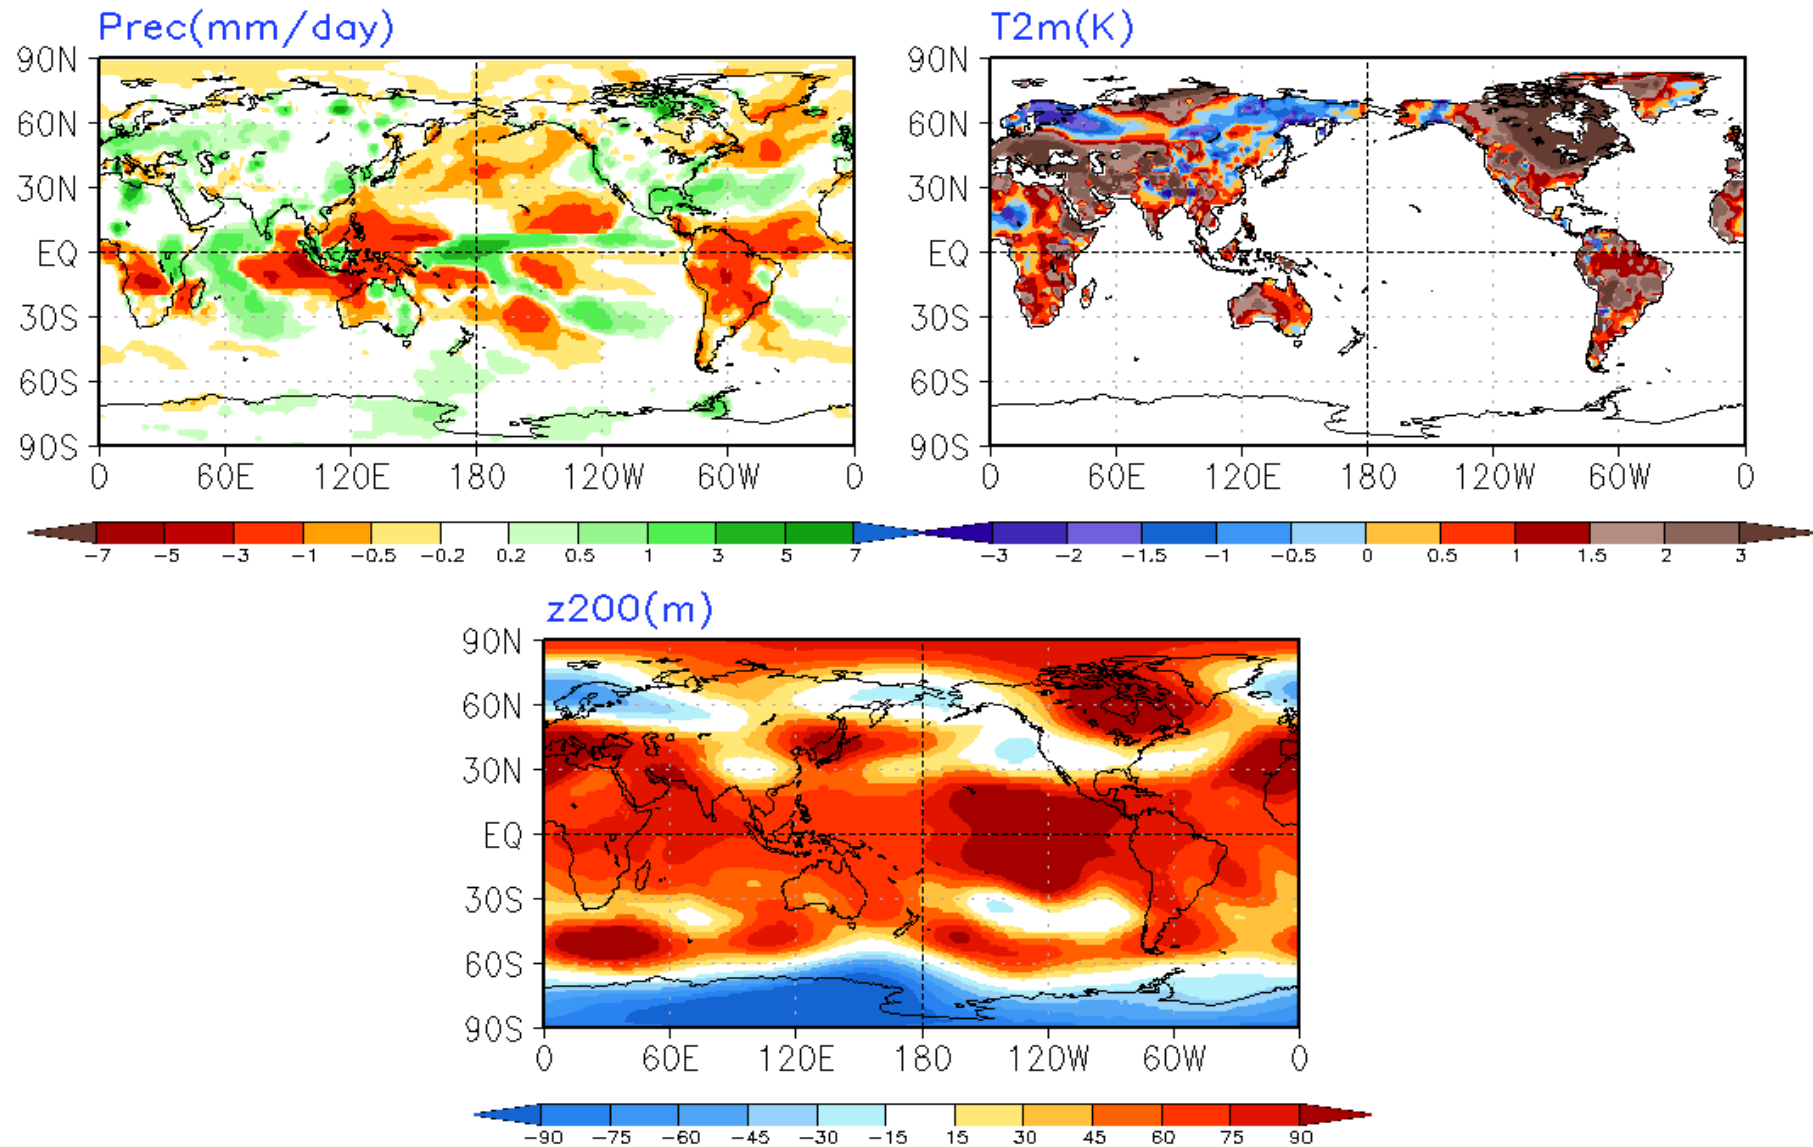 Prec(mm/day)
90N
60N
30N
EQ
30S
60S
90S
0 60E 120E 180 120W 60W 0
-7 -5 -3 -1 -0.5 -0.2 0.2 0.5 1 3 5 7
T2m(K)
90N
60N
30N
EQ
30S
60S
90S
0 60E 120E 180 120W 60W 0
-3 -2 -1.5 -1 -0.5 0 0.5 1 1.5 2 3
z200(m)
90N
60N
30N
EQ
30S
60S
90S
0 60E 120E 180 120W 60W 0
-90 -75 -60 -45 -30 -15 15 30 45 60 75 90